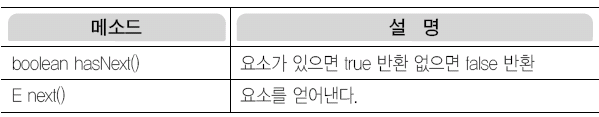 메소드 설 명
boolean hasNext() 요소가 있으면 true 반환 없으면 false 반환
E next() 요소를 얻어낸다.